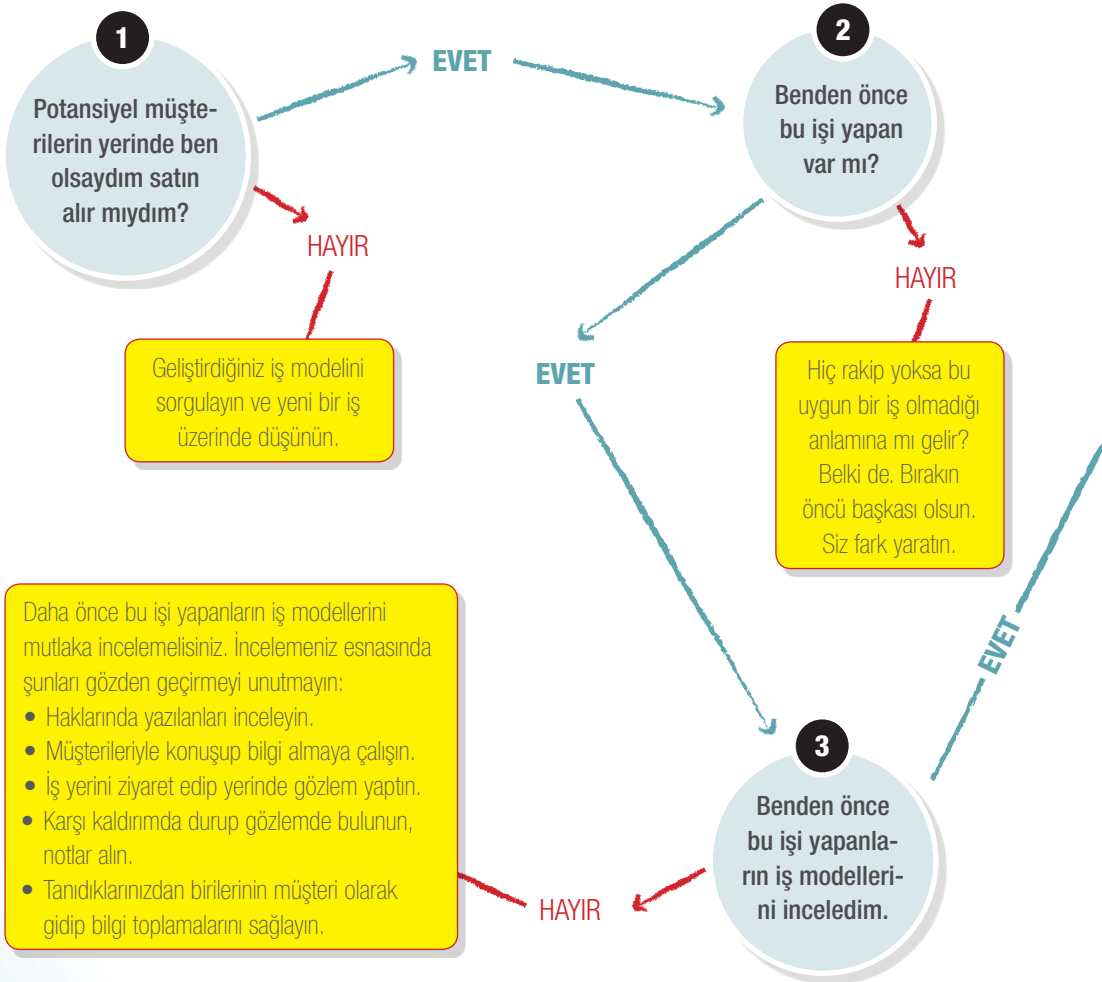 1
Potansiyel müşte-
rilerin yerinde ben
olsaydım satın
alır mıydım?
EVET
HAYIR
Geliştirdiğiniz iş modelini
sorgulayın ve yeni bir iş
üzerinde düşünün.
2
Benden önce
bu işi yapan
var mı?
HAYIR
Hiç rakip yoksa bu
uygun bir iş olmadığı
anlamına mı gelir?
Belki de. Bırakın
öncü başkası olsun.
Siz fark yaratın.
EVET
3
Benden önce
bu işi yapanla-
rın iş modelleri-
ni inceledim.
EVET
HAYIR
Daha önce bu işi yapanların iş modellerini
mutlaka incelemelisiniz. İncelemeniz esnasında
şunları gözden geçirmeyi unutmayın:
• Haklarında yazılanları inceleyin.
• Müşterileriyle konuşup bilgi almaya çalışın.
• İş yerini ziyaret edip yerinde gözlem yaptın.
• Karşı kaldırımda durup gözlemde bulunun,
notlar alın.
• Tanıdıklarınızdan birilerinin müşteri olarak
gidip bilgi toplamalarını sağlayın.